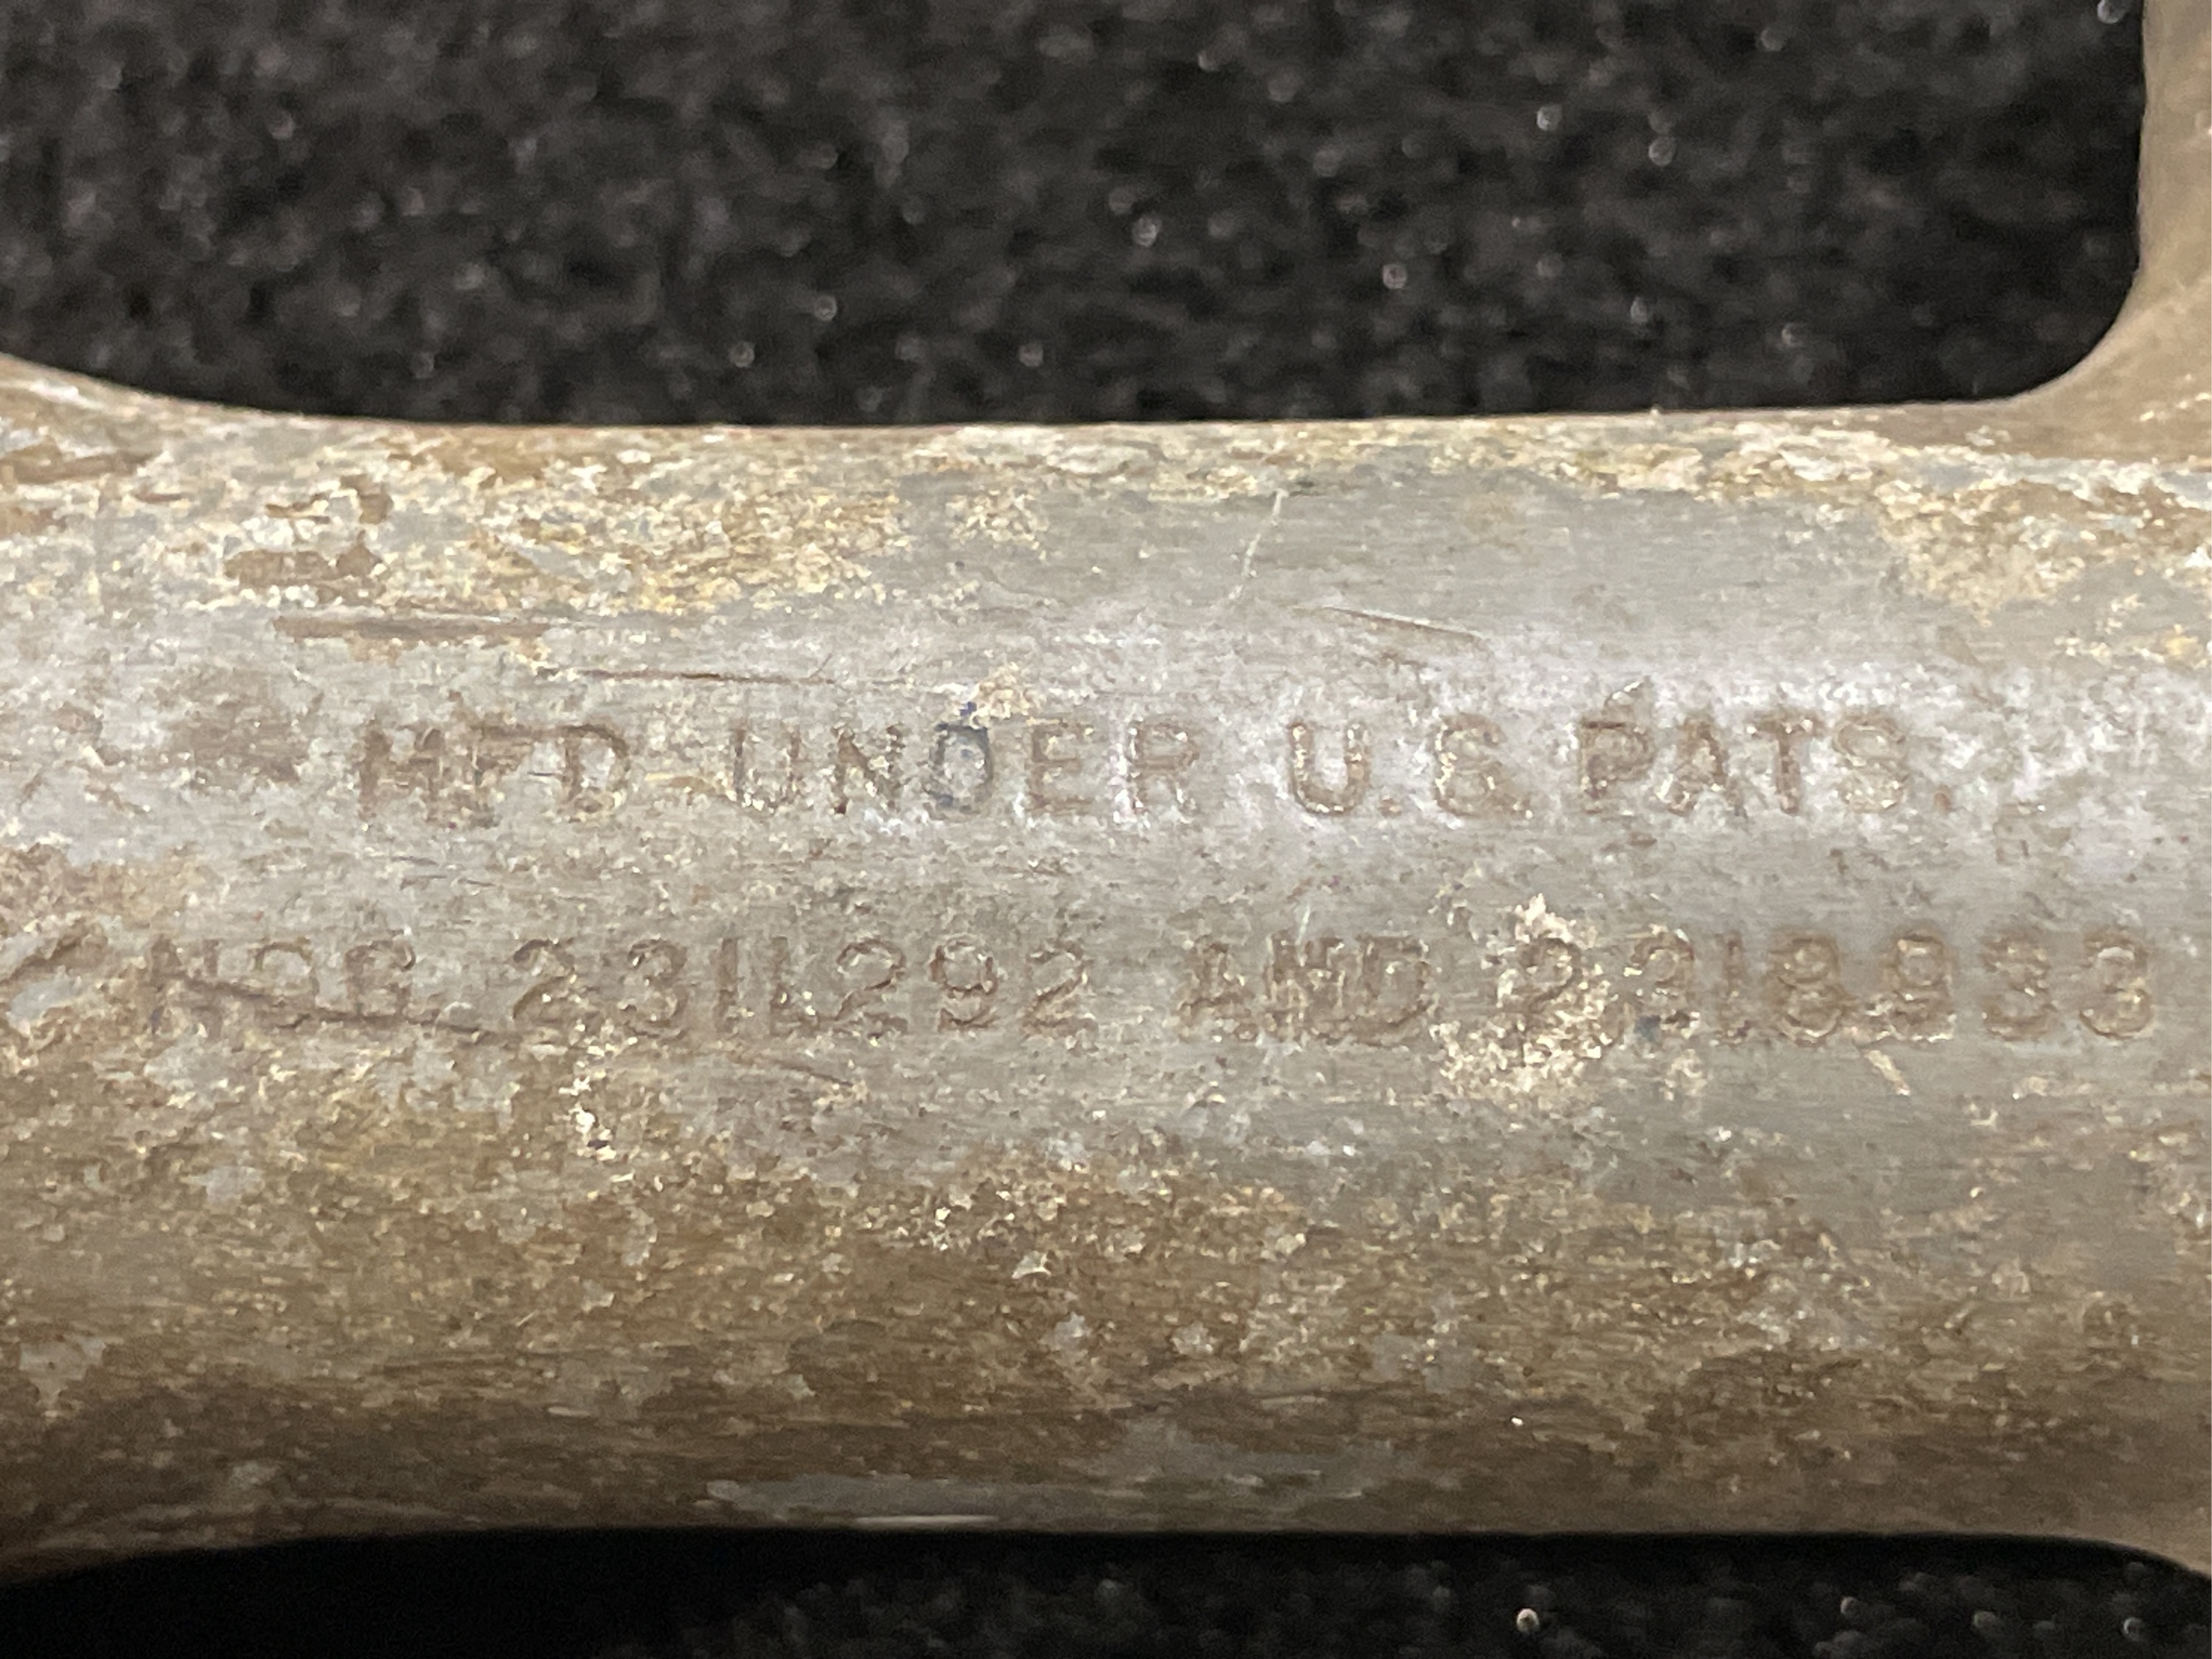 MFD UNDER U.S. PATS.
NOS. 2311292 AND 2318933